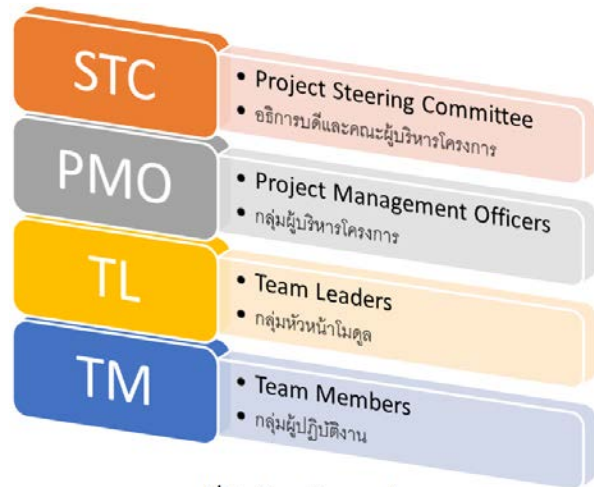 STC
• Project Steering Committee
• อธิการบดีและคณะผู้บริหารโครงการ
PMO
• Project Management Officers
• กลุ่มผู้บริหารโครงการ
TL
• Team Leaders
• กลุ่มหัวหน้าโมดูล
TM
• Team Members
• กลุ่มผู้ปฏิบัติงาน